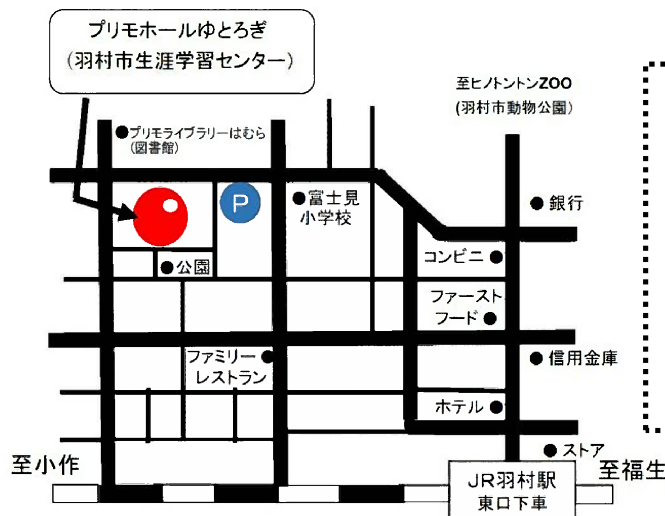 プリモホールゆとろぎ
(羽村市生涯学習センター)
至ヒノトントンZOO
(羽村市動物公園)
●プリモライブラリーはむら
(図書館)
P
●富士見
小学校
●銀行
コンビニ●
●公園
ファースト
フード●
ファミリー●
レストラン
●信用金庫
ホテル●
●ストア
至小作
至福生
JR羽村駅
東口下車